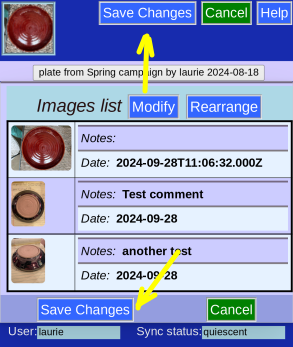 Save Changes Cancel Help
plate from Spring campaign by laurie 2024-08-18
Images list Modify Rearrange
Notes:
Date: 2024-09-28T11:06:32.000Z
Notes: Test comment
Date: 2024-09-28
Notes: another test
Date: 2024-09-28
Save Changes Cancel
User: laurie Sync status: quiescent